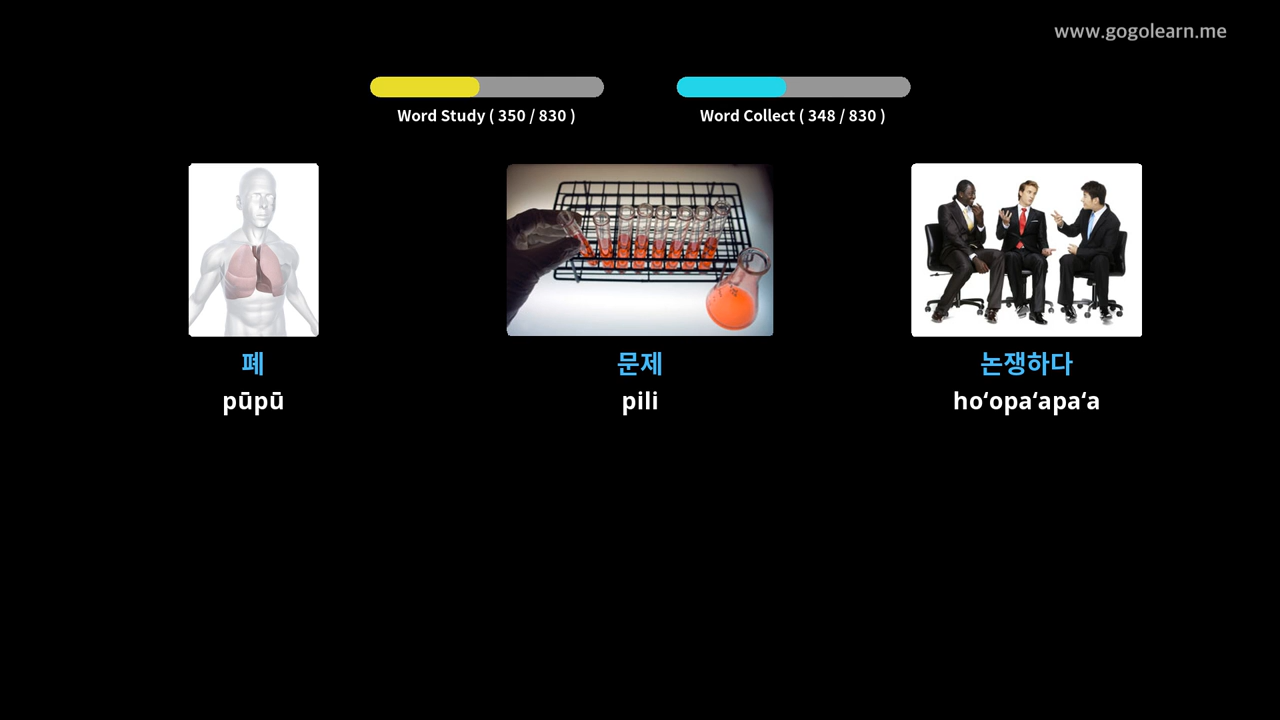 www.gogolearn.me
Word Study ( 350 / 830 )
Word Collect ( 348 / 830 )
폐
pūpū
문제
pili
논쟁하다
hoʻopaʻapaʻa